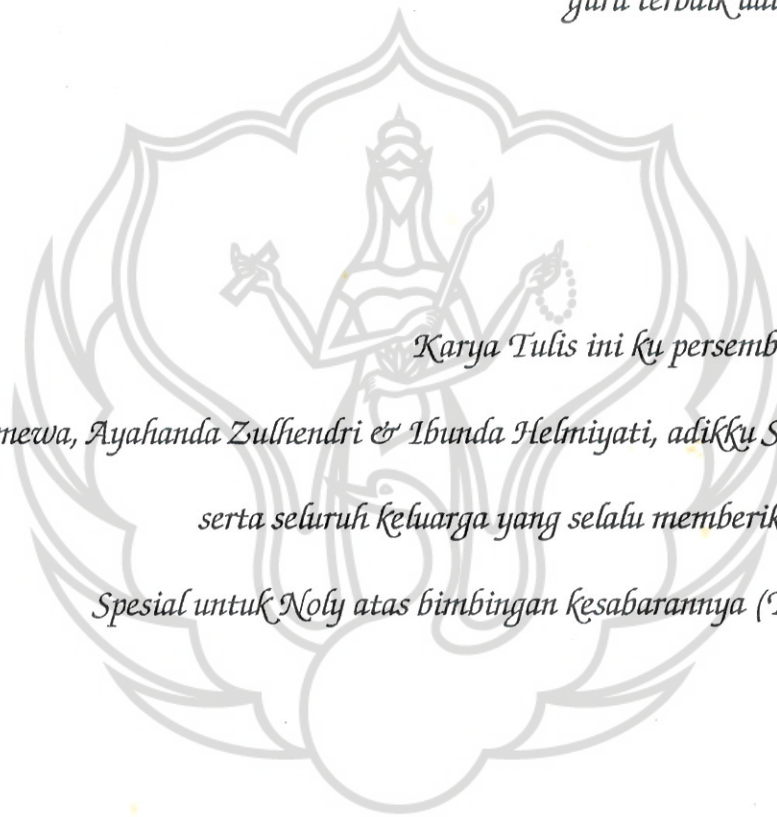 guru terbaik
Karya Tulis ini ku persemb
newa, Ayahanda Zulhendri & Ibunda Helmiyati, adikku S
serta seluruh keluarga yang selalu memberik
Spesial untuk Noly atas bimbingan kesabarannya (